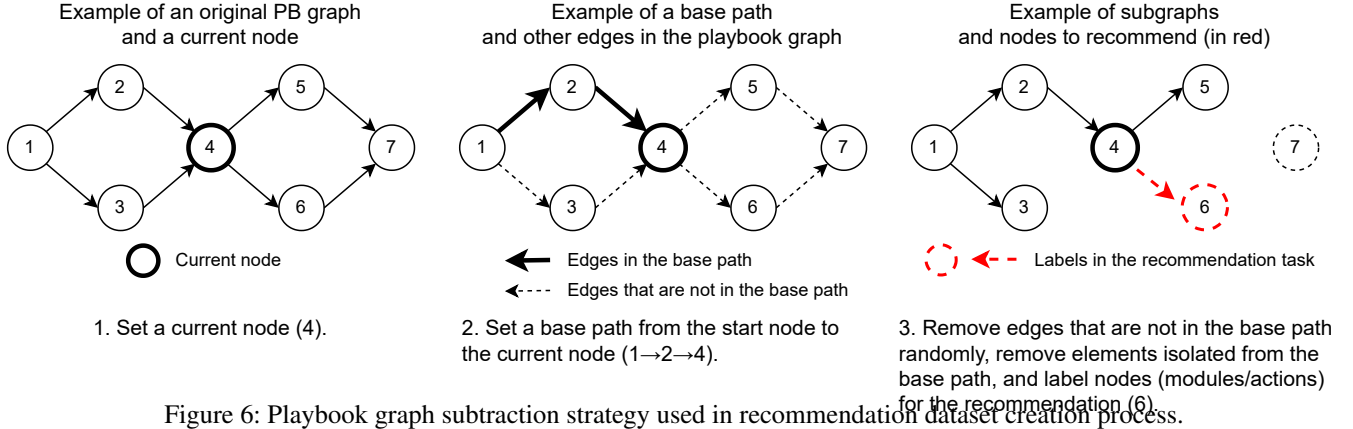 Example of an original PB graph
and a current node
1
2
3
4
5
6
7
Current node
1. Set a current node (4).
Example of a base path
and other edges in the playbook graph
1
2
3
4
5
6
7
Edges in the base path
Edges that are not in the base path
2. Set a base path from the start node to
the current node (1→2→4).
Example of subgraphs
and nodes to recommend (in red)
1
2
3
4
5
6
7
Labels in the recommendation task
3. Remove edges that are not in the base path
randomly, remove elements isolated from the
base path, and label nodes (modules/actions)
for the recommendation (6).
Figure 6: Playbook graph subtraction strategy used in recommendation dataset creation process.